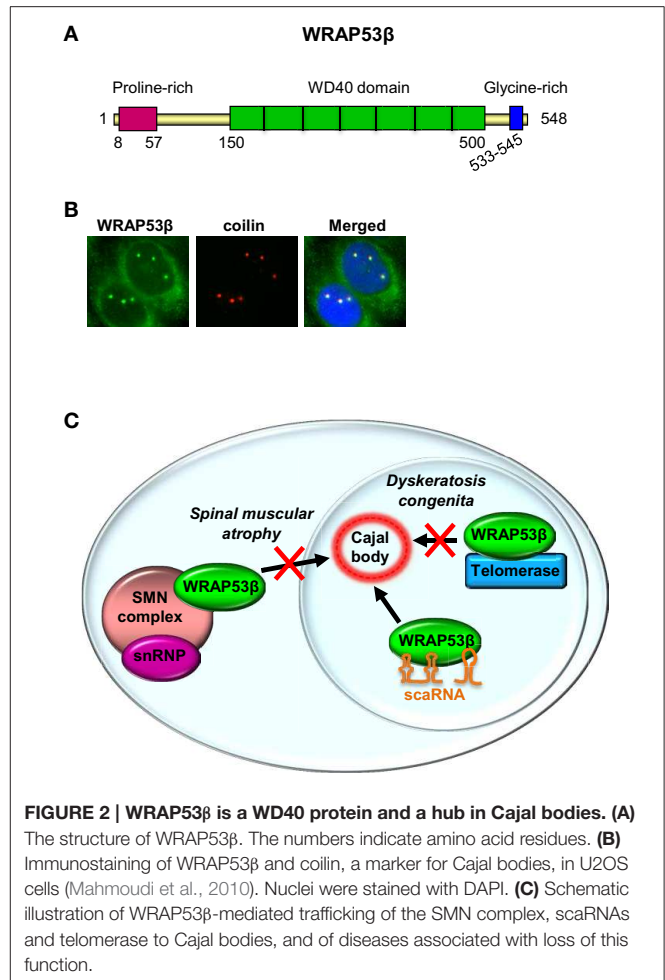 A
WRAP53β
Proline-rich WD40 domain Glycine-rich
1 548
8 57 150 500 533-545
B
WRAP53β coilin Merged
C
Dyskeratosis
congenita
Spinal muscular
atrophy
Cajal
body
WRAP53β
Telomerase
WRAP53β
SMN
complex
snRNP
WRAP53β
scaRNA
FIGURE 2 | WRAP53β is a WD40 protein and a hub in Cajal bodies. (A)
The structure of WRAP53β. The numbers indicate amino acid residues. (B)
Immunostaining of WRAP53β and coilin, a marker for Cajal bodies, in U2OS
cells (Mahmoudi et al., 2010). Nuclei were stained with DAPI. (C) Schematic
illustration of WRAP53β-mediated trafficking of the SMN complex, scaRNAs
and telomerase to Cajal bodies, and of diseases associated with loss of this
function.